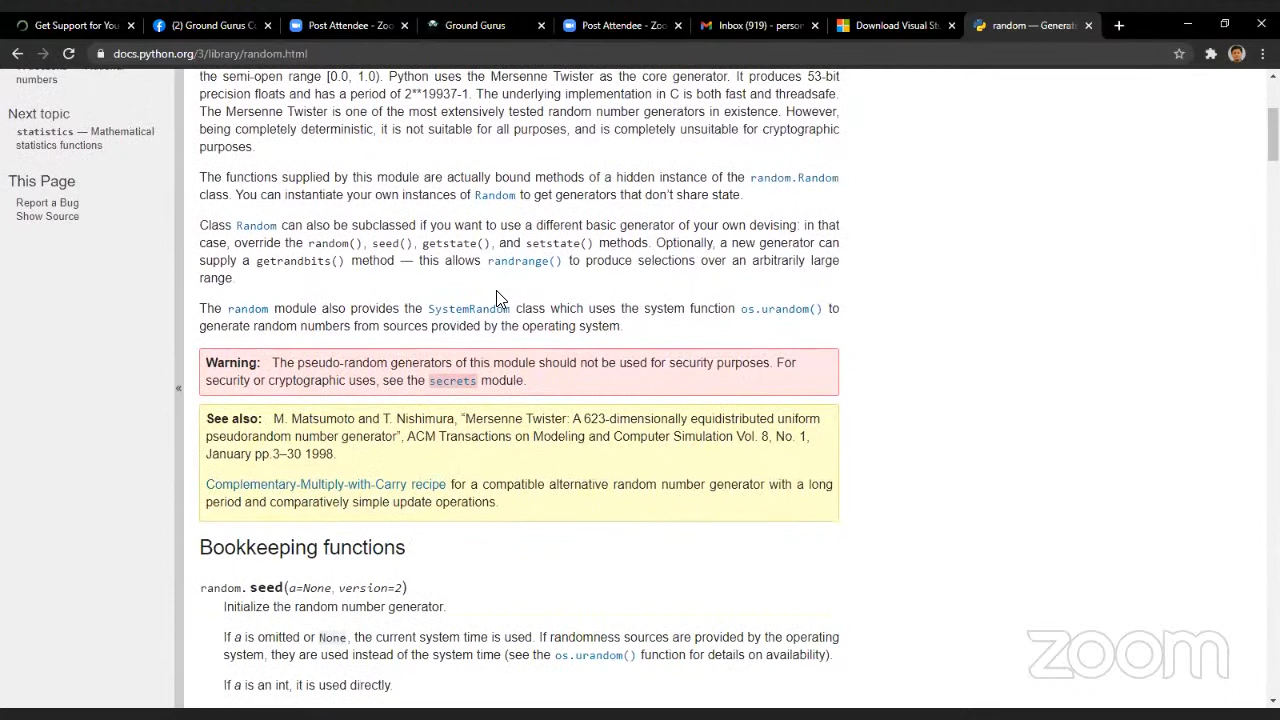 Get Support for You
(2) Ground Gurus C
Post Attendee - Zoo
Ground Gurus
Post Attendee - Zoo
Inbox (919) - person
Download Visual Stu
random — Generate
docs.python.org/3/library/random.html
numbers
Next topic
statistics — Mathematical
statistics functions
This Page
Report a Bug
Show Source
«
the semi-open range [0.0, 1.0). Python uses the Mersenne Twister as the core generator. It produces 53-bit
precision floats and has a period of 2**19937-1. The underlying implementation in C is both fast and threadsafe.
The Mersenne Twister is one of the most extensively tested random number generators in existence. However,
being completely deterministic, it is not suitable for all purposes, and is completely unsuitable for cryptographic
purposes.
The functions supplied by this module are actually bound methods of a hidden instance of the random.Random
class. You can instantiate your own instances of Random to get generators that don't share state.
Class Random can also be subclassed if you want to use a different basic generator of your own devising: in that
case, override the random(), seed(), getstate(), and setstate() methods. Optionally, a new generator can
supply a getrandbits() method — this allows randrange() to produce selections over an arbitrarily large
range.
The random module also provides the SystemRandom class which uses the system function os.urandom() to
generate random numbers from sources provided by the operating system.
Warning: The pseudo-random generators of this module should not be used for security purposes. For
security or cryptographic uses, see the secrets module.
See also: M. Matsumoto and T. Nishimura, "Mersenne Twister: A 623-dimensionally equidistributed uniform
pseudorandom number generator", ACM Transactions on Modeling and Computer Simulation Vol. 8, No. 1,
January pp.3–30 1998.
Complementary-Multiply-with-Carry recipe for a compatible alternative random number generator with a long
period and comparatively simple update operations.
Bookkeeping functions
random.seed(a=None, version=2)
Initialize the random number generator.
If a is omitted or None, the current system time is used. If randomness sources are provided by the operating
system, they are used instead of the system time (see the os.urandom() function for details on availability).
If a is an int, it is used directly.
zoom